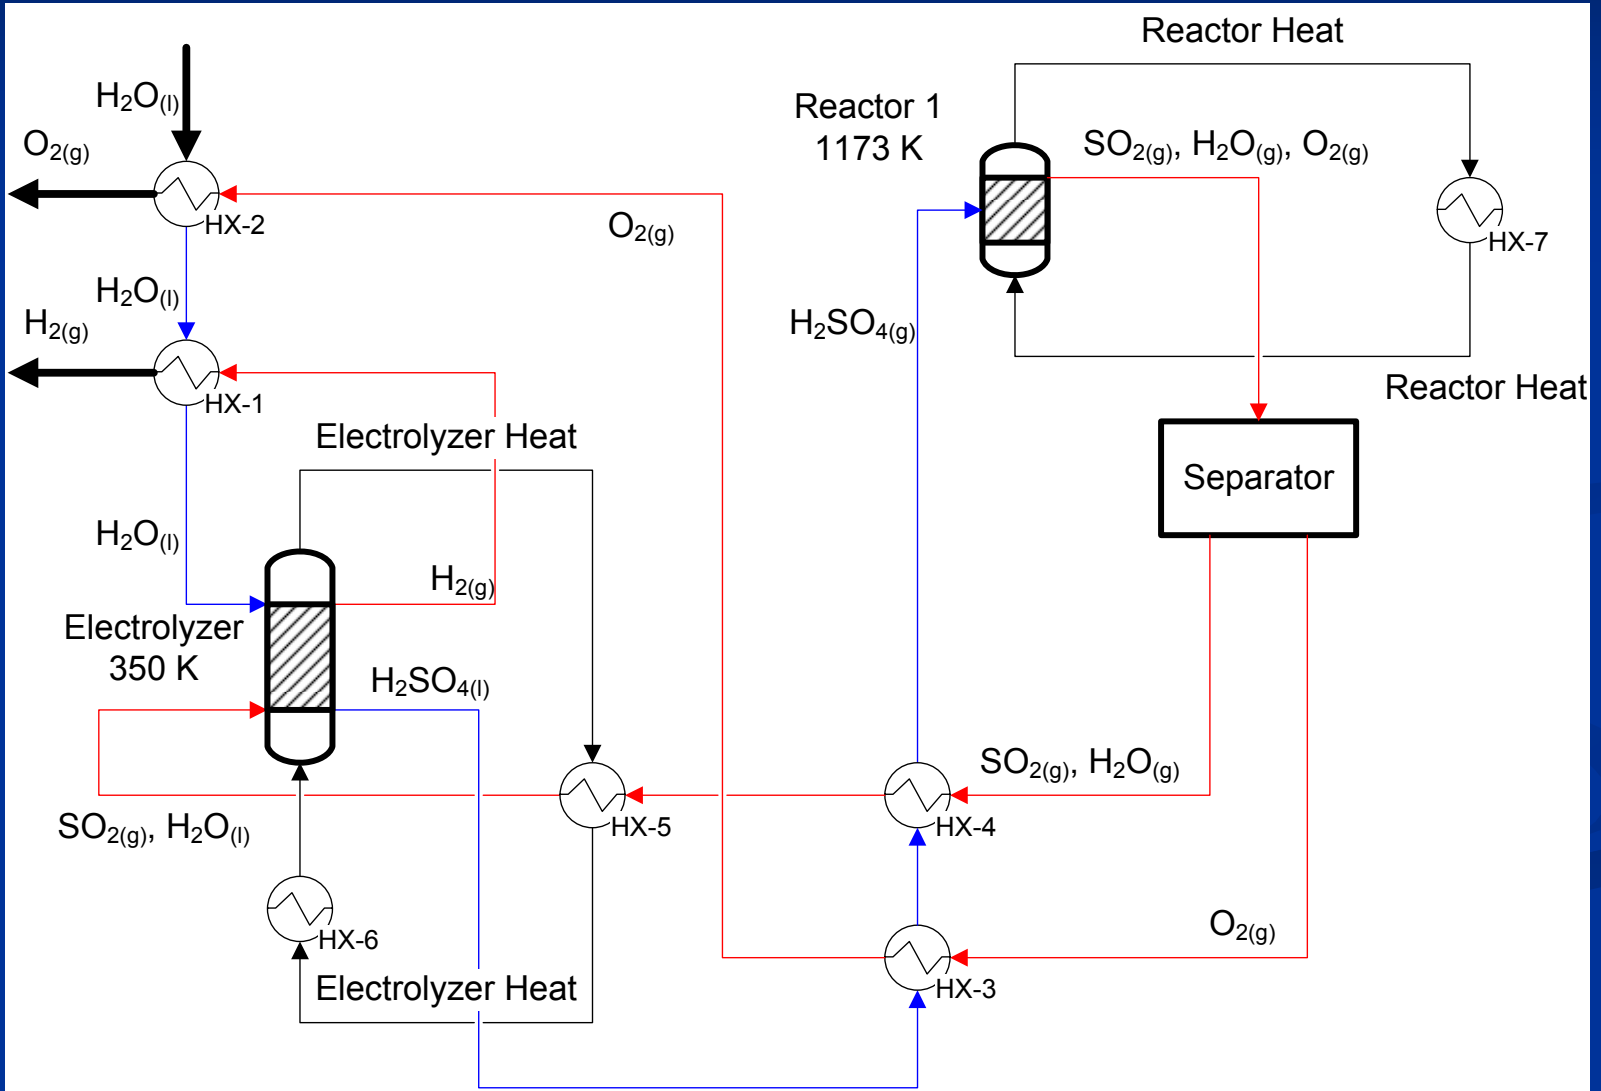 Reactor Heat
H₂O₍ₗ₎
Reactor 1
1173 K
O₂₍g₎
SO₂₍g₎, H₂O₍g₎, O₂₍g₎
HX-2
O₂₍g₎
HX-7
H₂O₍ₗ₎
H₂₍g₎
H₂SO₄₍g₎
Reactor Heat
HX-1
Electrolyzer Heat
Separator
H₂O₍ₗ₎
H₂₍g₎
Electrolyzer
350 K
H₂SO₄₍ₗ₎
SO₂₍g₎, H₂O₍g₎
SO₂₍g₎, H₂O₍ₗ₎
HX-5
HX-4
O₂₍g₎
HX-6
Electrolyzer Heat
HX-3